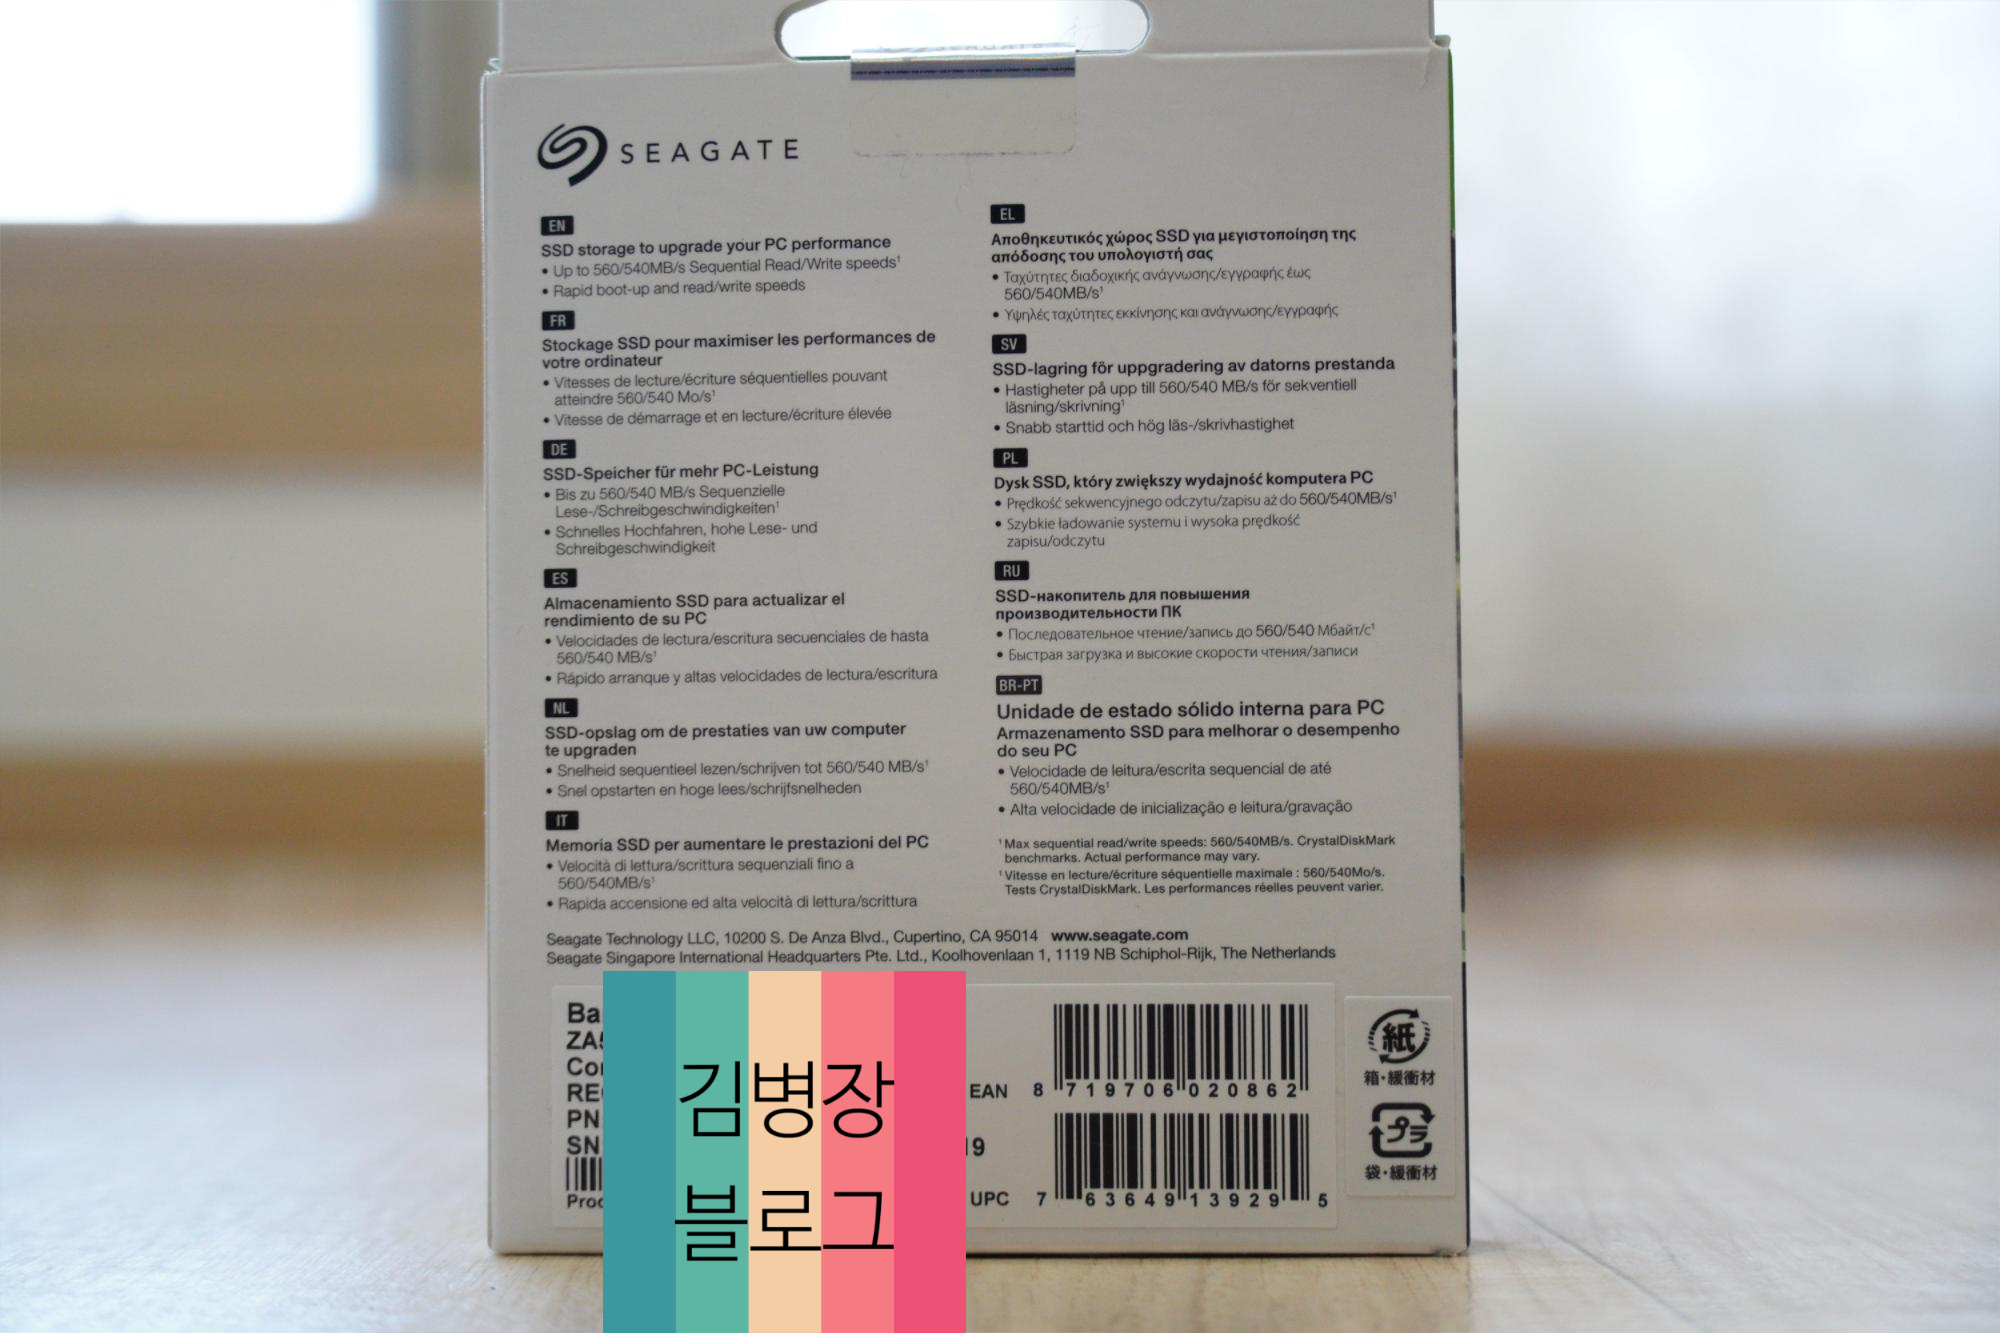 SEAGATE
EN
SSD storage to upgrade your PC performance
• Up to 560/540MB/s Sequential Read/Write speeds¹
• Rapid boot-up and read/write speeds
FR
Stockage SSD pour maximiser les performances de
votre ordinateur
• Vitesses de lecture/écriture séquentielles pouvant
atteindre 560/540 Mo/s¹
• Vitesse de démarrage et en lecture/écriture élevée
DE
SSD-Speicher für mehr PC-Leistung
• Bis zu 560/540 MB/s Sequenzielle
Lese-/Schreibgeschwindigkeiten¹
• Schnelles Hochfahren, hohe Lese- und
Schreibgeschwindigkeit
ES
Almacenamiento SSD para actualizar el
rendimiento de su PC
• Velocidades de lectura/escritura secuenciales de hasta
560/540 MB/s¹
• Rápido arranque y altas velocidades de lectura/escritura
NL
SSD-opslag om de prestaties van uw computer
te upgraden
• Snelheid sequentieel lezen/schrijven tot 560/540 MB/s¹
• Snel opstarten en hoge lees/schrijfsnelheden
IT
Memoria SSD per aumentare le prestazioni del PC
• Velocità di lettura/scrittura sequenziali fino a
560/540MB/s¹
• Rapida accensione ed alta velocità di lettura/scrittura
EL
Αποθηκευτικός χώρος SSD για μεγιστοποίηση της
απόδοσης του υπολογιστή σας
• Ταχύτητες διαδοχικής ανάγνωσης/εγγραφής έως
560/540MB/s¹
• Υψηλές ταχύτητες εκκίνησης και ανάγνωσης/εγγραφής
SV
SSD-lagring för uppgradering av datorns prestanda
• Hastigheter på upp till 560/540 MB/s för sekventiell
läsning/skrivning¹
• Snabb starttid och hög läs-/skrivhastighet
PL
Dysk SSD, który zwiększy wydajność komputera PC
• Prędkość sekwencyjnego odczytu/zapisu aż do 560/540MB/s¹
• Szybkie ładowanie systemu i wysoka prędkość
zapisu/odczytu
RU
SSD-накопитель для повышения
производительности ПК
• Последовательное чтение/запись до 560/540 Мбайт/с¹
• Быстрая загрузка и высокие скорости чтения/записи
BR-PT
Unidade de estado sólido interna para PC
Armazenamento SSD para melhorar o desempenho
do seu PC
• Velocidade de leitura/escrita sequencial de até
560/540MB/s¹
• Alta velocidade de inicialização e leitura/gravação
¹ Max sequential read/write speeds: 560/540MB/s. CrystalDiskMark
benchmarks. Actual performance may vary.
¹ Vitesse en lecture/écriture séquentielle maximale : 560/540Mo/s.
Tests CrystalDiskMark. Les performances réelles peuvent varier.
Seagate Technology LLC, 10200 S. De Anza Blvd., Cupertino, CA 95014 www.seagate.com
Seagate Singapore International Headquarters Pte. Ltd., Koolhovenlaan 1, 1119 NB Schiphol-Rijk, The Netherlands
PN
SN
김병장
블로그
19
EAN 8 719706 020862
UPC 7 63649 13929 5
紙
箱・緩衝材
プラ
袋・緩衝材